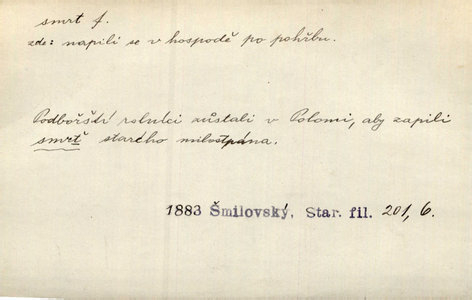 smrt f.
zde: napili se v hospodě po pohřbu.
Podbořští rolníci zůstali v Polomi, aby zapili
smrť starého milostpána.
1883 Šmilovský, Star. fil. 201, 6.